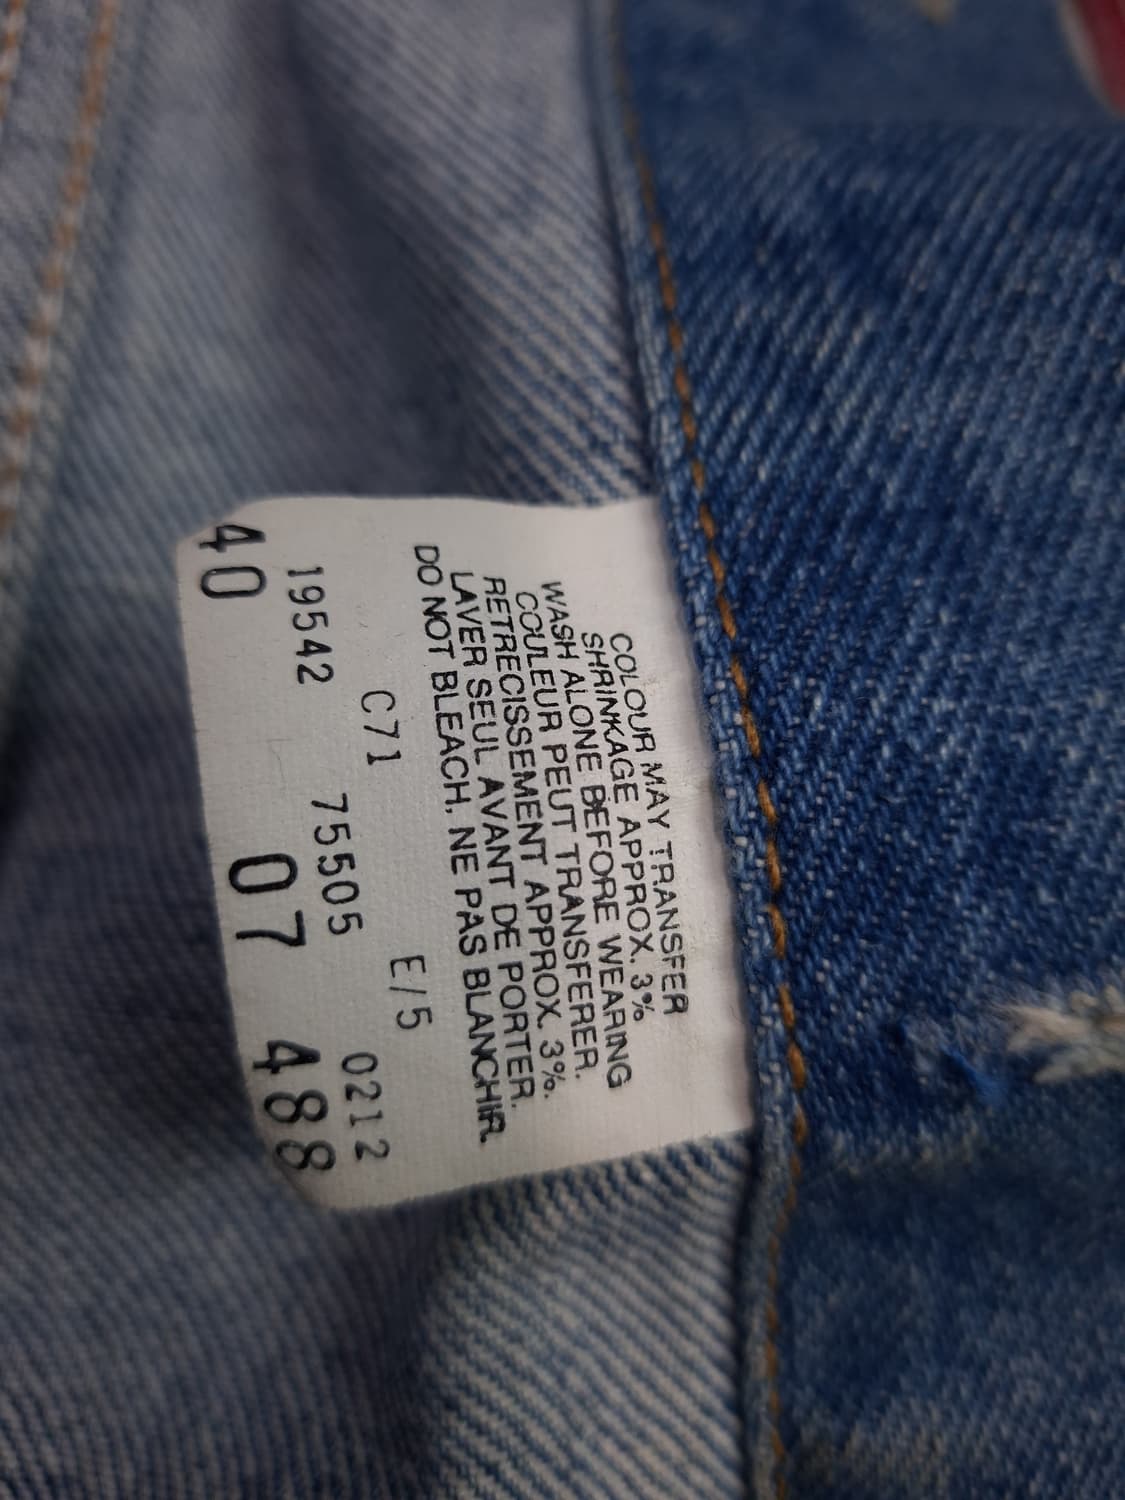 COLOUR MAY TRANSFER
SHRINKAGE APPROX. 3%
WASH ALONE BEFORE WEARING
COULEUR PEUT TRANSFERER.
RETRECISSEMENT APPROX. 3%.
LAVER SEUL AVANT DE PORTER.
DO NOT BLEACH. NE PAS BLANCHIR.
C71 E/5
19542 75505 0212
40 07 488